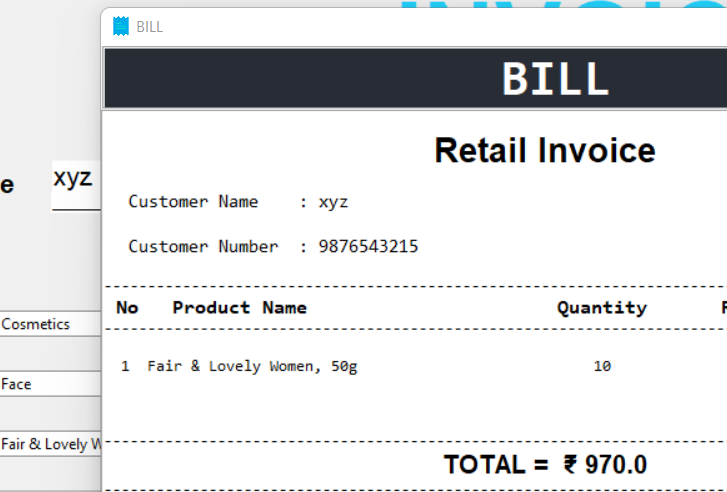 BILL
BILL
Retail Invoice
e xyz
Customer Name : xyz
Customer Number : 9876543215
No Product Name Quantity
Cosmetics
1 Fair & Lovely Women, 50g 10
Face
Fair & Lovely W
TOTAL = ₹ 970.0